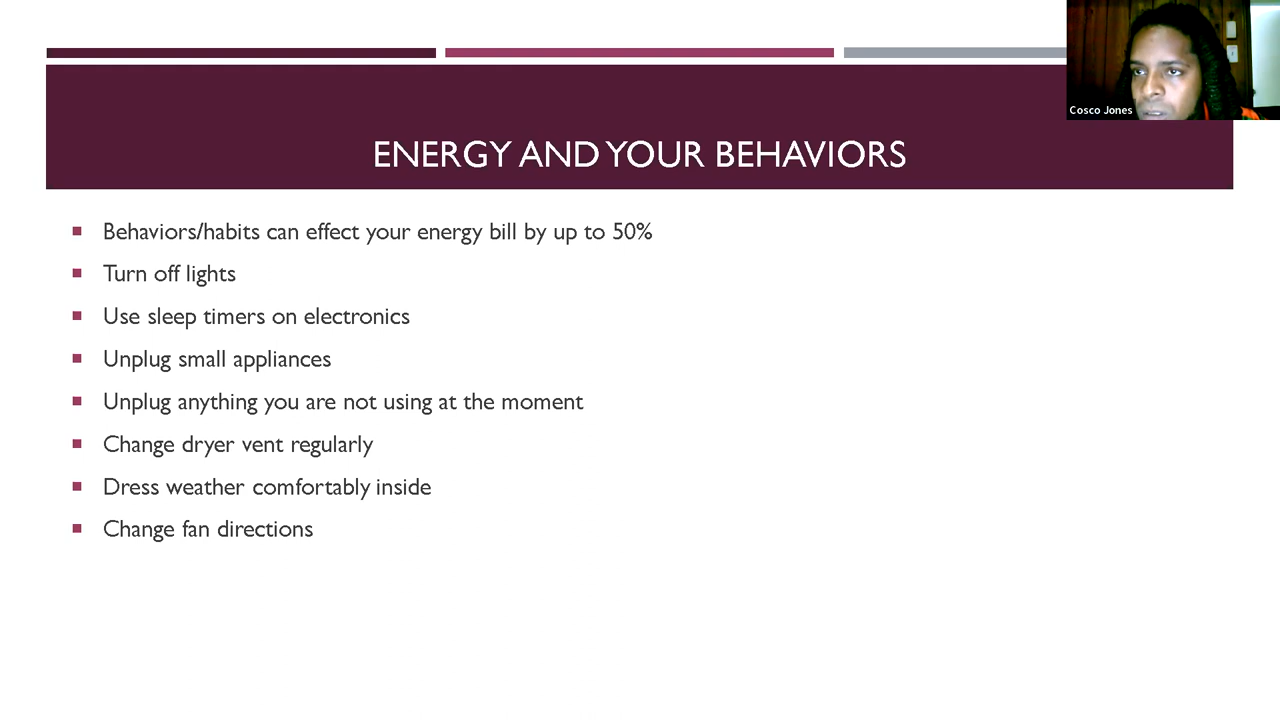 Cosco Jones
ENERGY AND YOUR BEHAVIORS
Behaviors/habits can effect your energy bill by up to 50%
Turn off lights
Use sleep timers on electronics
Unplug small appliances
Unplug anything you are not using at the moment
Change dryer vent regularly
Dress weather comfortably inside
Change fan directions